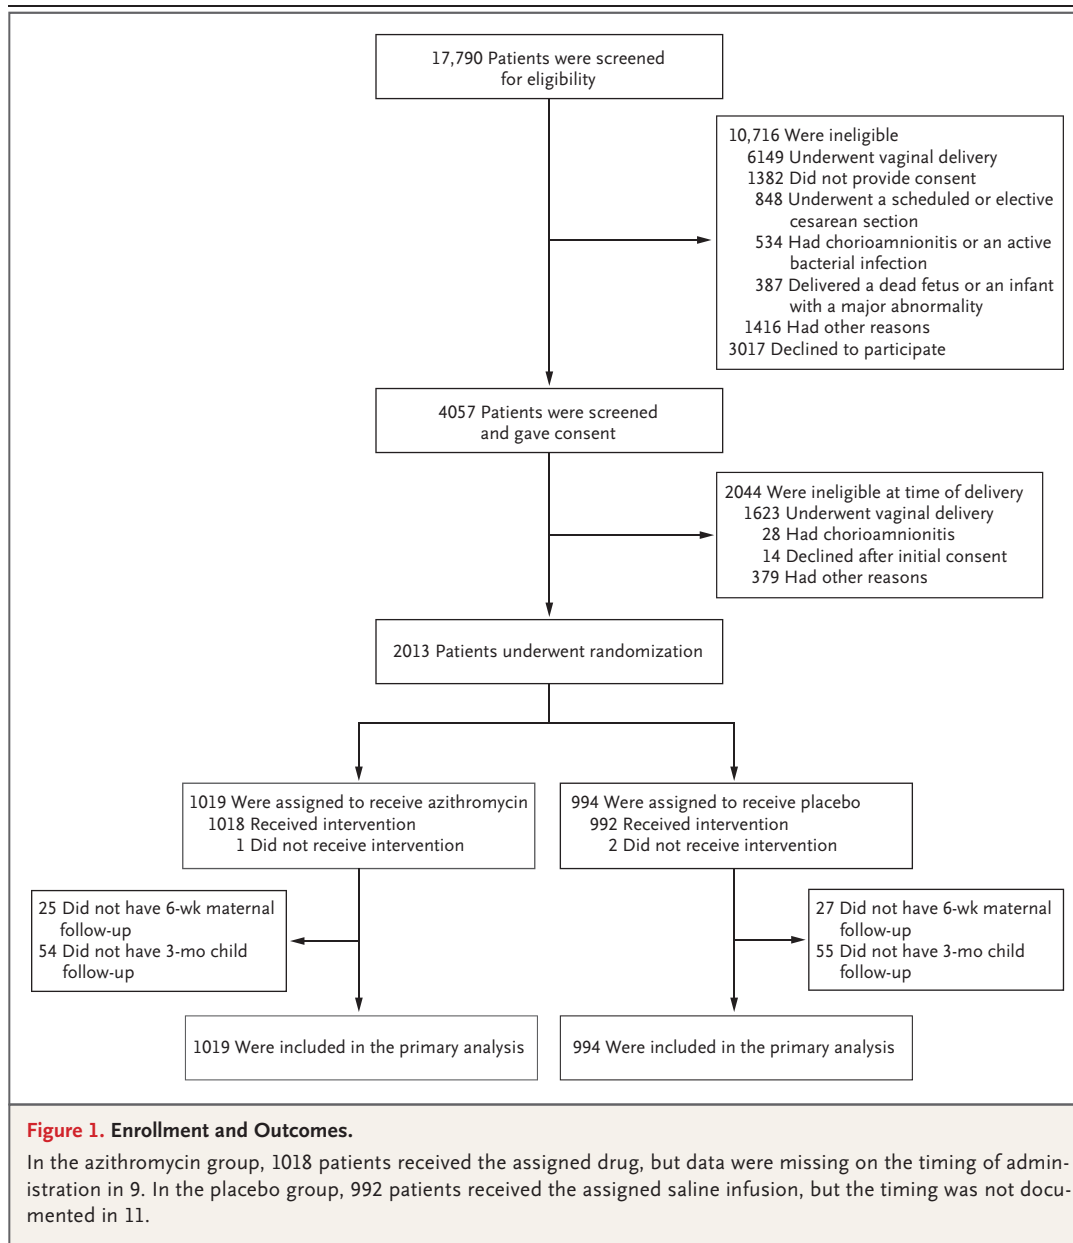 17,790 Patients were screened
for eligibility
10,716 Were ineligible
6149 Underwent vaginal delivery
1382 Did not provide consent
848 Underwent a scheduled or elective
cesarean section
534 Had chorioamnionitis or an active
bacterial infection
387 Delivered a dead fetus or an infant
with a major abnormality
1416 Had other reasons
3017 Declined to participate
4057 Patients were screened
and gave consent
2044 Were ineligible at time of delivery
1623 Underwent vaginal delivery
28 Had chorioamnionitis
14 Declined after initial consent
379 Had other reasons
2013 Patients underwent randomization
1019 Were assigned to receive azithromycin
1018 Received intervention
1 Did not receive intervention
994 Were assigned to receive placebo
992 Received intervention
2 Did not receive intervention
25 Did not have 6-wk maternal
follow-up
54 Did not have 3-mo child
follow-up
27 Did not have 6-wk maternal
follow-up
55 Did not have 3-mo child
follow-up
1019 Were included in the primary analysis
994 Were included in the primary analysis
Figure 1. Enrollment and Outcomes.
In the azithromycin group, 1018 patients received the assigned drug, but data were missing on the timing of admin-
istration in 9. In the placebo group, 992 patients received the assigned saline infusion, but the timing was not docu-
mented in 11.